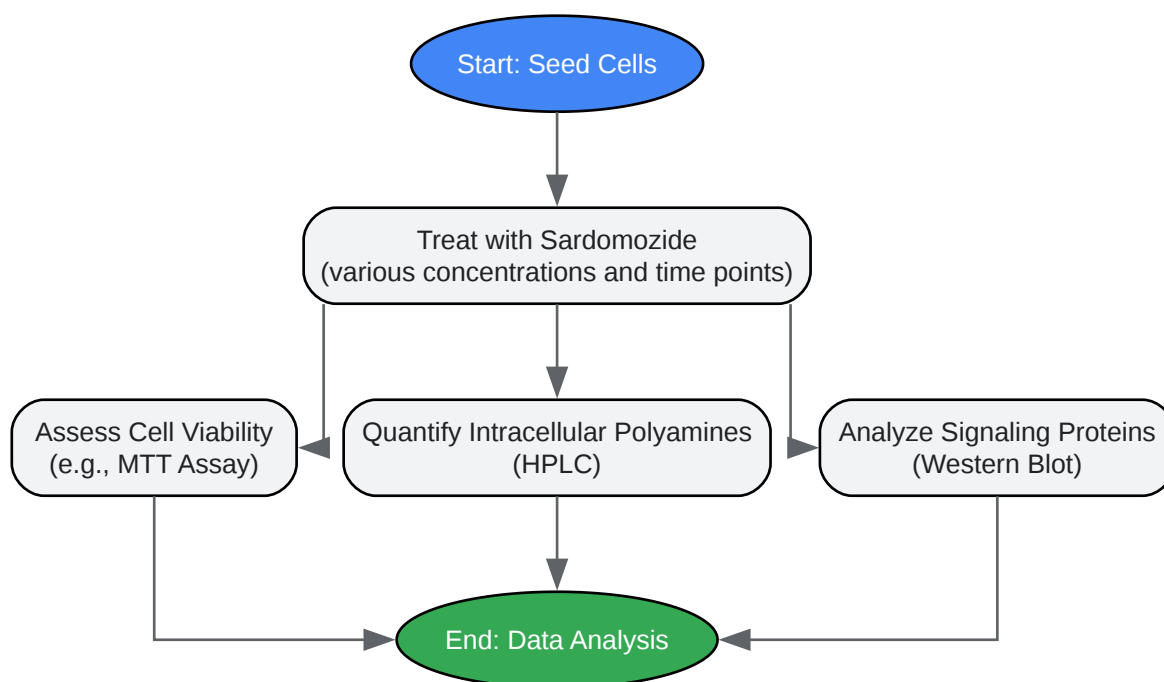 Start: Seed Cells
Treat with Sardomozide
(various concentrations and time points)
Assess Cell Viability
(e.g., MTT Assay)
Quantify Intracellular Polyamines
(HPLC)
Analyze Signaling Proteins
(Western Blot)
End: Data Analysis